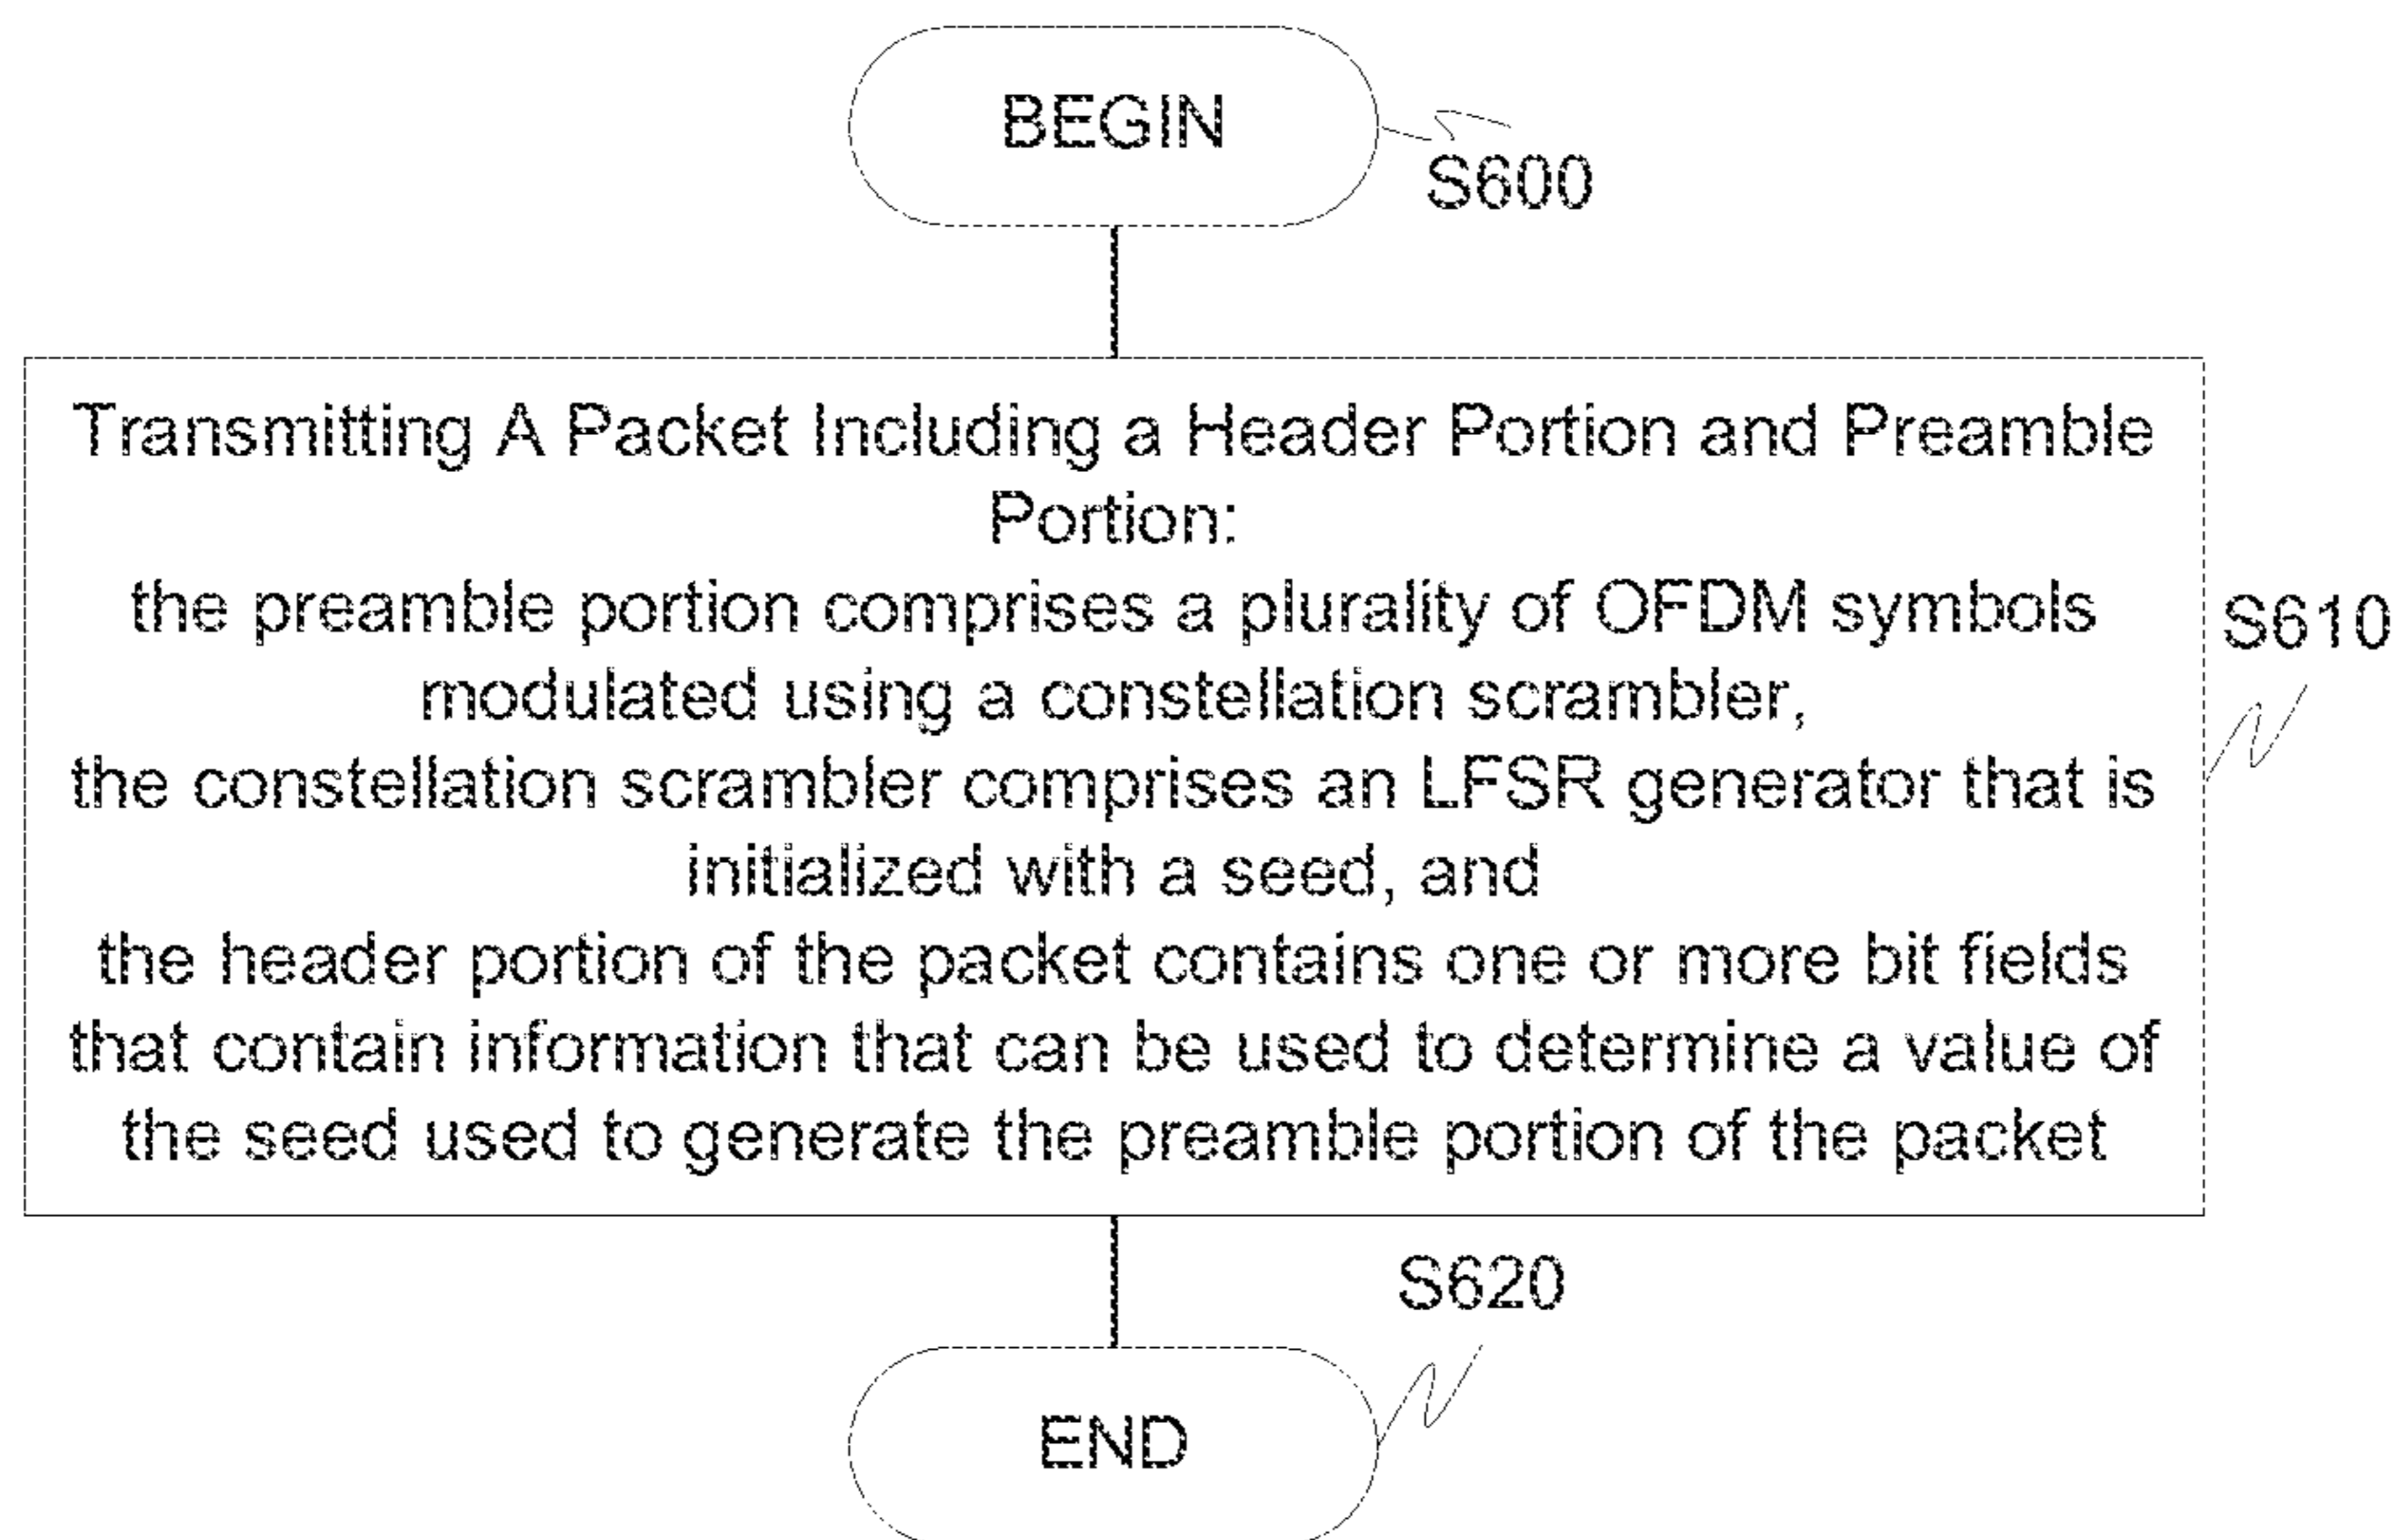 BEGIN
S600
Transmitting A Packet Including a Header Portion and Preamble
Portion:
the preamble portion comprises a plurality of OFDM symbols
modulated using a constellation scrambler,
the constellation scrambler comprises an LFSR generator that is
initialized with a seed, and
the header portion of the packet contains one or more bit fields
that contain information that can be used to determine a value of
the seed used to generate the preamble portion of the packet
S610
S620
END